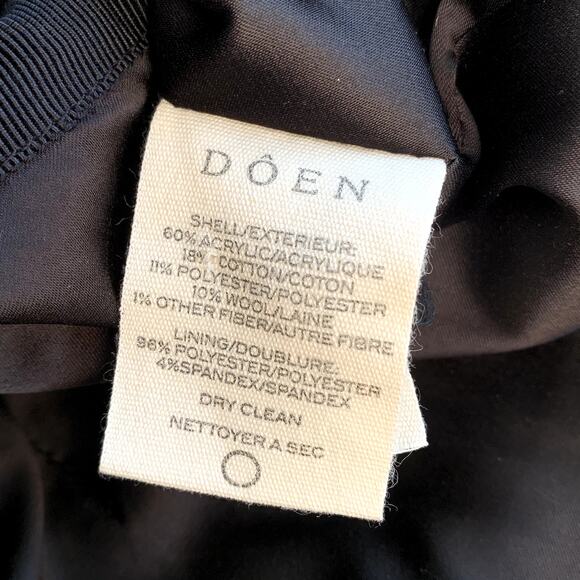 DÔEN
SHELL/EXTERIEUR:
60% ACRYLIC/ACRYLIQUE
18% COTTON/COTON
11% POLYESTER/POLYESTER
10% WOOL/LAINE
1% OTHER FIBER/AUTRE FIBRE
LINING/DOUBLURE:
96% POLYESTER/POLYESTER
4%SPANDEX/SPANDEX
DRY CLEAN
NETTOYER A SEC